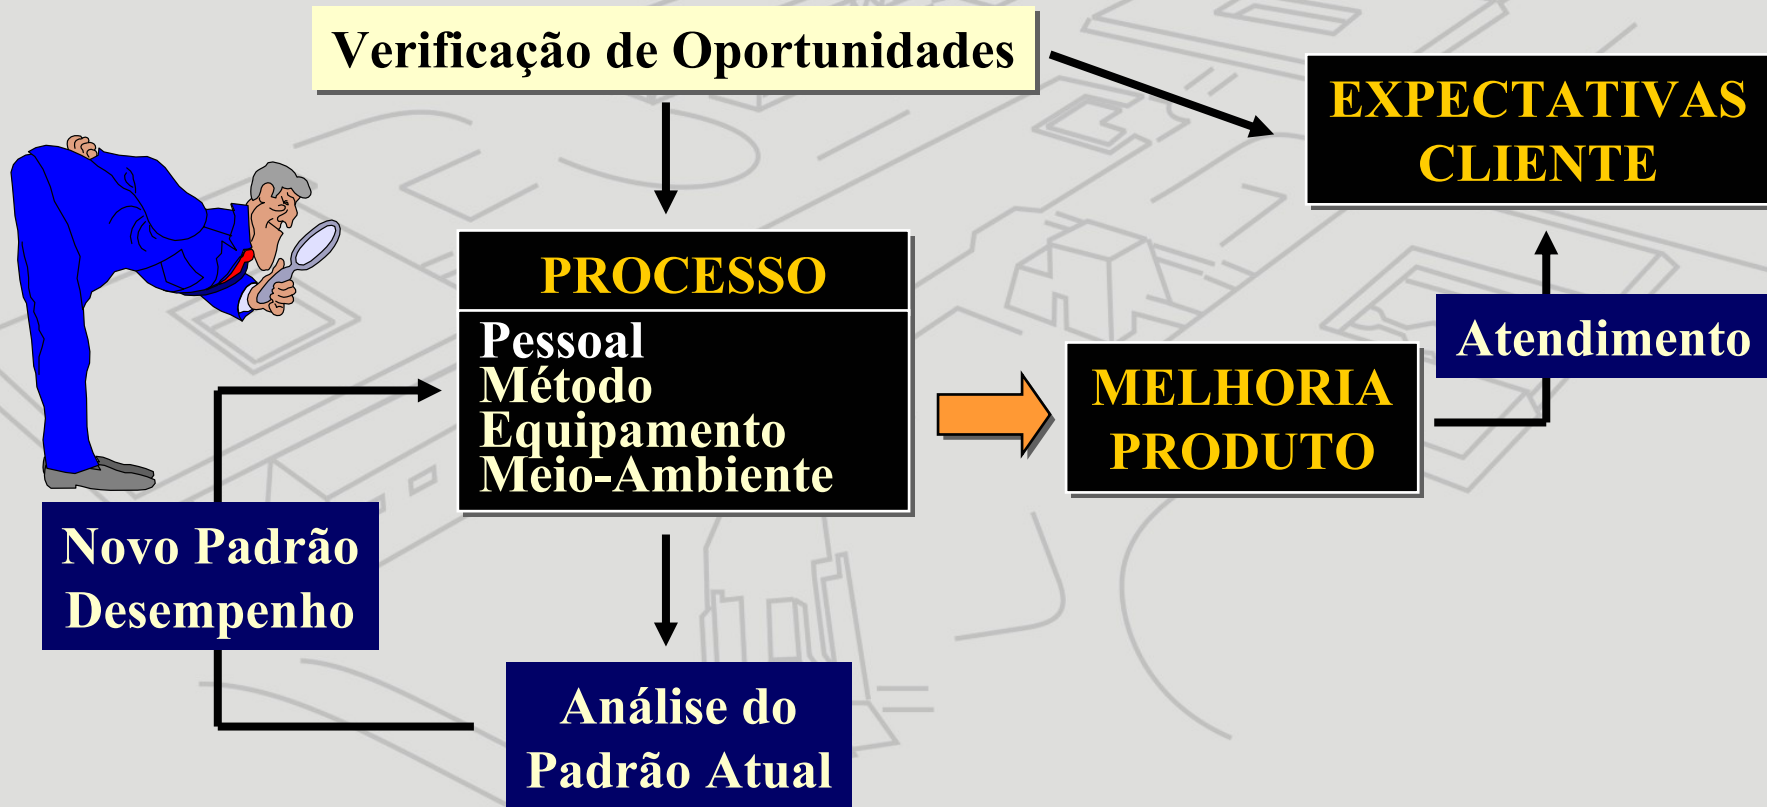 Verificação de Oportunidades
EXPECTATIVAS
CLIENTE
PROCESSO
Pessoal
Método
Equipamento
Meio-Ambiente
MELHORIA
PRODUTO
Atendimento
Novo Padrão
Desempenho
Análise do
Padrão Atual